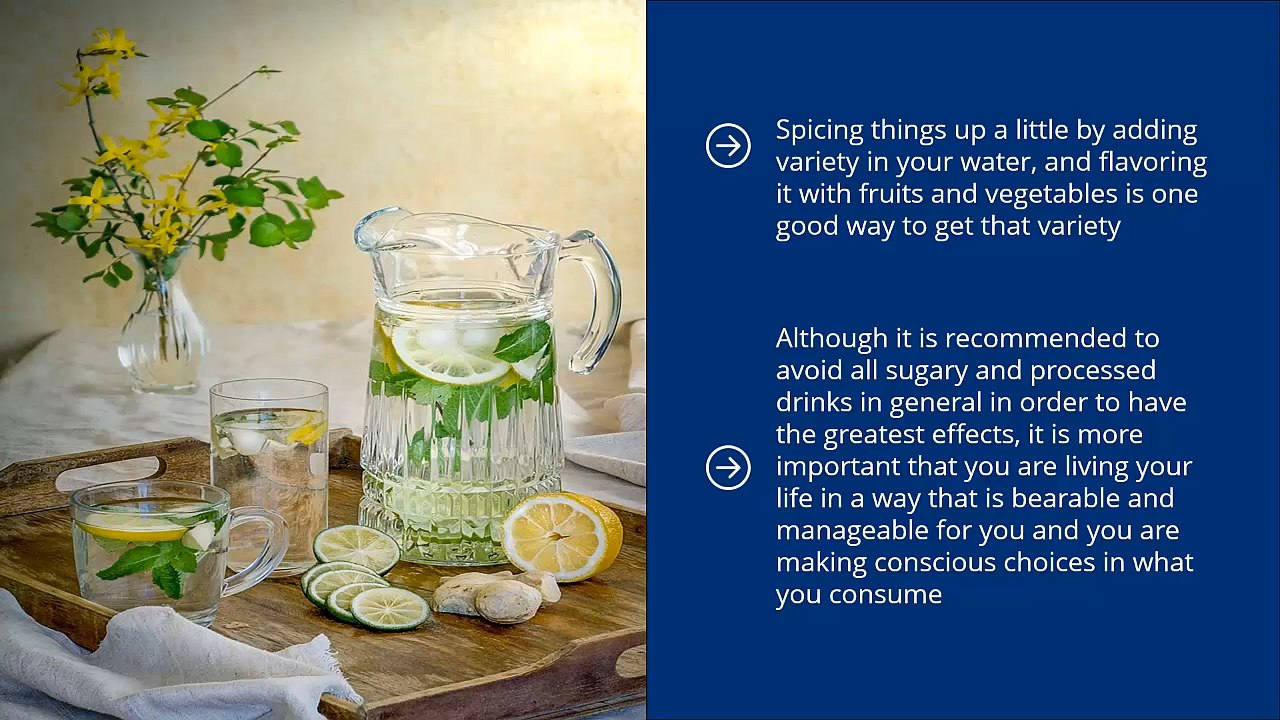 Spicing things up a little by adding
variety in your water, and flavoring
it with fruits and vegetables is one
good way to get that variety
Although it is recommended to
avoid all sugary and processed
drinks in general in order to have
the greatest effects, it is more
important that you are living your
life in a way that is bearable and
manageable for you and you are
making conscious choices in what
you consume